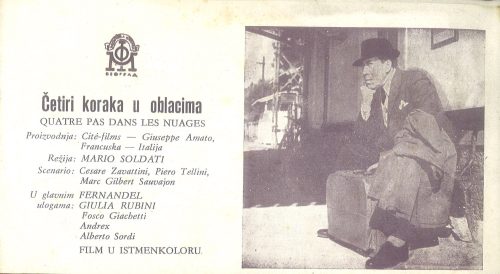 БЕОГРАД
Četiri koraka u oblacima
QUATRE PAS DANS LES NUAGES
Proizvodnja: Cité-films — Giuseppe Amato,
Francuska — Italija
Režija: MARIO SOLDATI
Scenario: Cesare Zavattini, Piero Tellini,
Marc Gilbert Sauvajon
U glavnim FERNANDEL
ulogama: GIULIA RUBINI
Fosco Giachetti
Andrex
Alberto Sordi
FILM U ISTMENKOLORU